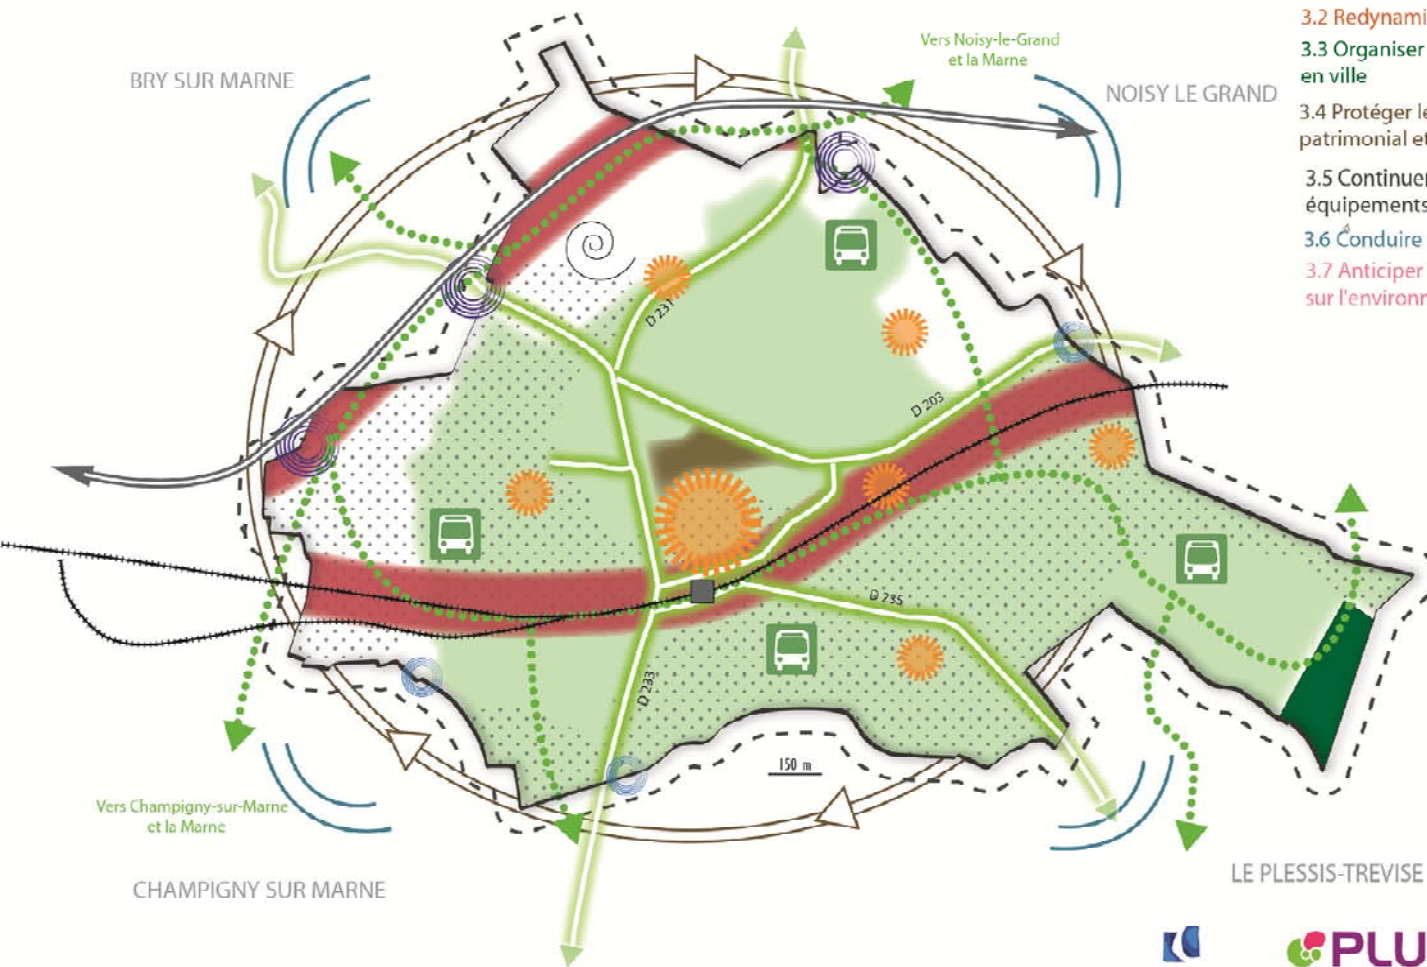 3.2 Redynami
3.3 Organiser
en ville
3.4 Protéger le
patrimonial et
3.5 Continuer
équipements
3.6 Conduire
3.7 Anticiper
sur l'environn
Vers Noisy-le-Grand
et la Marne
BRY SUR MARNE
NOISY LE GRAND
D 231
D 203
D 235
D 233
150 m
Vers Champigny-sur-Marne
et la Marne
CHAMPIGNY SUR MARNE
LE PLESSIS-TREVISE
PLU